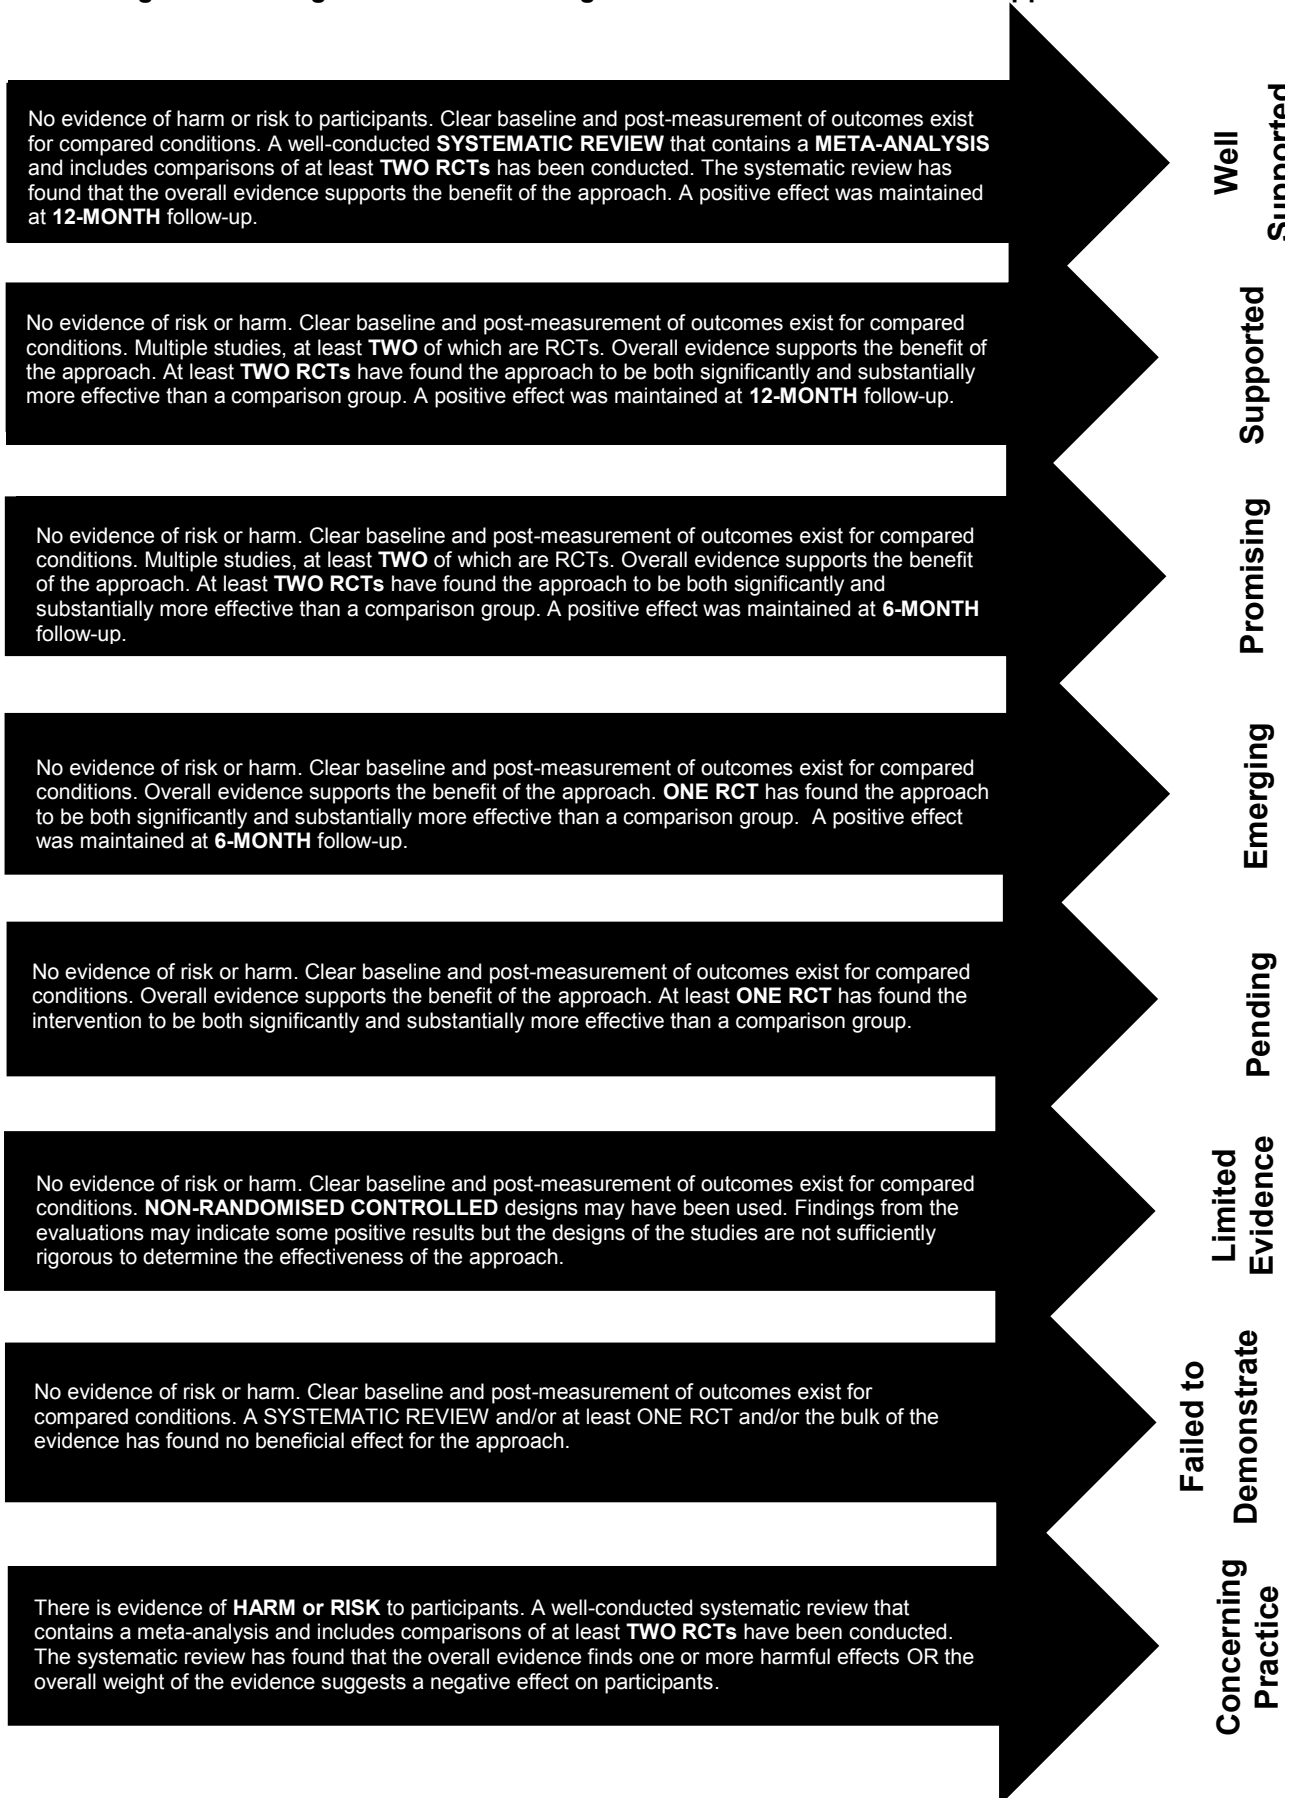 No evidence of harm or risk to participants. Clear baseline and post-measurement of outcomes exist
for compared conditions. A well-conducted SYSTEMATIC REVIEW that contains a META-ANALYSIS
and includes comparisons of at least TWO RCTs has been conducted. The systematic review has
found that the overall evidence supports the benefit of the approach. A positive effect was maintained
at 12-MONTH follow-up.
Well
Supported
No evidence of risk or harm. Clear baseline and post-measurement of outcomes exist for compared
conditions. Multiple studies, at least TWO of which are RCTs. Overall evidence supports the benefit of
the approach. At least TWO RCTs have found the approach to be both significantly and substantially
more effective than a comparison group. A positive effect was maintained at 12-MONTH follow-up.
Supported
No evidence of risk or harm. Clear baseline and post-measurement of outcomes exist for compared
conditions. Multiple studies, at least TWO of which are RCTs. Overall evidence supports the benefit
of the approach. At least TWO RCTs have found the approach to be both significantly and
substantially more effective than a comparison group. A positive effect was maintained at 6-MONTH
follow-up.
Promising
No evidence of risk or harm. Clear baseline and post-measurement of outcomes exist for compared
conditions. Overall evidence supports the benefit of the approach. ONE RCT has found the approach
to be both significantly and substantially more effective than a comparison group. A positive effect
was maintained at 6-MONTH follow-up.
Emerging
No evidence of risk or harm. Clear baseline and post-measurement of outcomes exist for compared
conditions. Overall evidence supports the benefit of the approach. At least ONE RCT has found the
intervention to be both significantly and substantially more effective than a comparison group.
Pending
No evidence of risk or harm. Clear baseline and post-measurement of outcomes exist for compared
conditions. NON-RANDOMISED CONTROLLED designs may have been used. Findings from the
evaluations may indicate some positive results but the designs of the studies are not sufficiently
rigorous to determine the effectiveness of the approach.
Limited
Evidence
No evidence of risk or harm. Clear baseline and post-measurement of outcomes exist for
compared conditions. A SYSTEMATIC REVIEW and/or at least ONE RCT and/or the bulk of the
evidence has found no beneficial effect for the approach.
Failed to
Demonstrate
There is evidence of HARM or RISK to participants. A well-conducted systematic review that
contains a meta-analysis and includes comparisons of at least TWO RCTs have been conducted.
The systematic review has found that the overall evidence finds one or more harmful effects OR the
overall weight of the evidence suggests a negative effect on participants.
Concerning
Practice